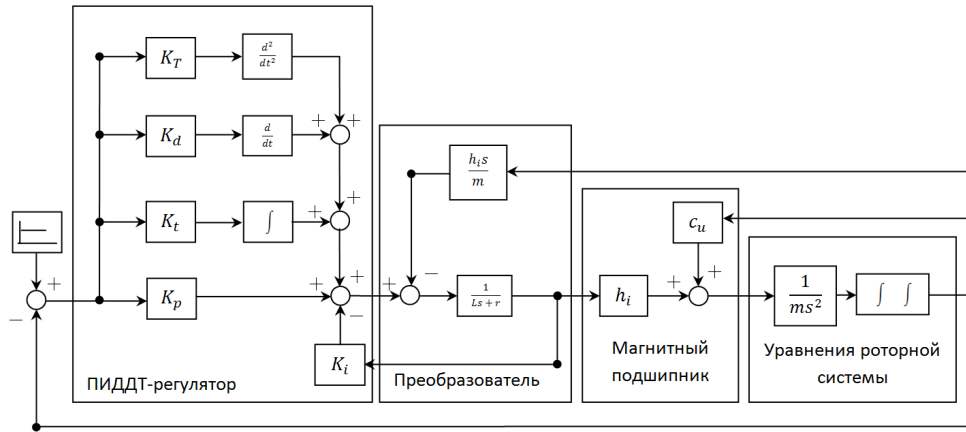 K_T
d²/dt²
+ +
K_d
d/dt
+
+ +
K_t
∫
+
+ +
K_p
−
K_i
ПИДДТ-регулятор
+
−
h_i s/m
−
+
1/(Ls + r)
Преобразователь
c_u
+
+
h_i
Магнитный
подшипник
1/ms²
∫ ∫
Уравнения роторной
системы